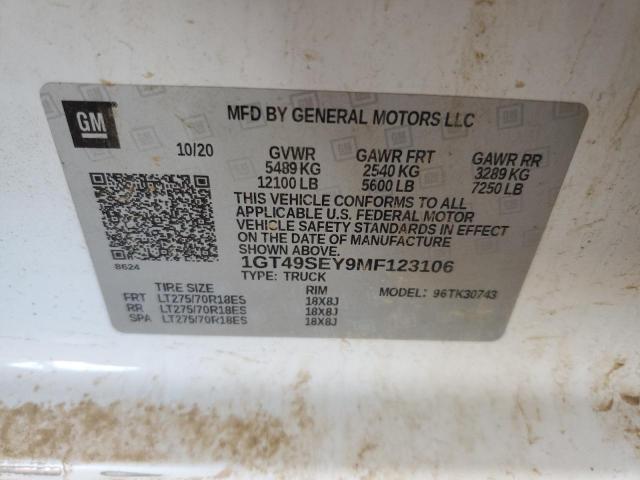 GM
MFD BY GENERAL MOTORS LLC
10/20 GVWR GAWR FRT GAWR RR
5489 KG 2540 KG 3289 KG
12100 LB 5600 LB 7250 LB
THIS VEHICLE CONFORMS TO ALL
APPLICABLE U.S. FEDERAL MOTOR
VEHICLE SAFETY STANDARDS IN EFFECT
ON THE DATE OF MANUFACTURE
SHOWN ABOVE.
8624 1GT49SEY9MF123106
TYPE: TRUCK
TIRE SIZE RIM MODEL: 96TK30743
FRT LT275/70R18ES 18X8J
RR LT275/70R18ES 18X8J
SPA LT275/70R18ES 18X8J